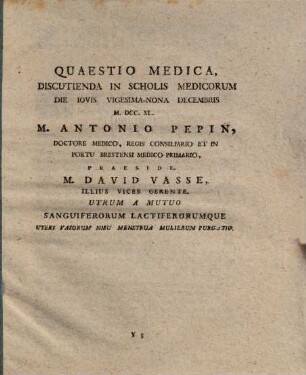 QUAESTIO MEDICA,
DISCUTIENDA IN SCHOLIS MEDICORUM
DIE IOVIS VIGESIMA-NONA DECEMBRIS
M. DCC. XL.
M. ANTONIO PEPIN,
DOCTORE MEDICO, REGIS CONSILIARIO ET IN
PORTU BRESTENSI MEDICO PRIMARIO,
PRAESIDE.
M. DAVID VASSE,
ILLIUS VICES GERENTE.
UTRUM A MUTUO
SANGUIFERORUM LACTIFERORUMQUE
UTERI VASORUM NISU MENSTRUA MULIERUM PURGATIO.
Y 3